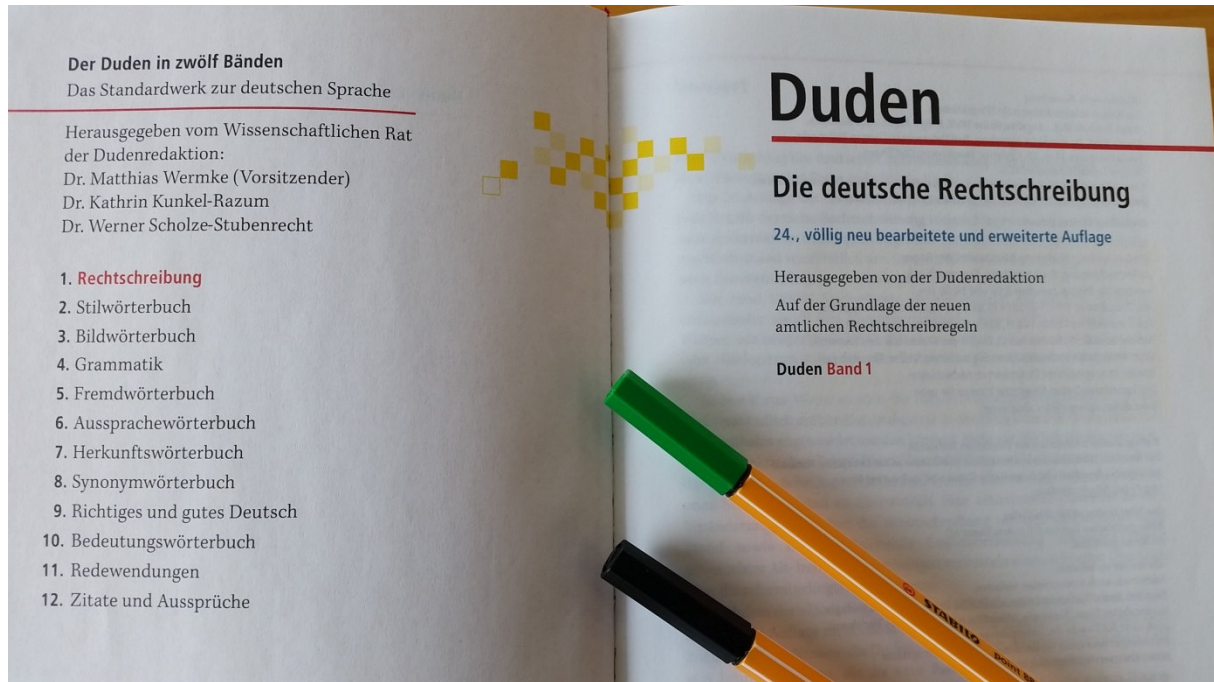 Der Duden in zwölf Bänden
Das Standardwerk zur deutschen Sprache
Herausgegeben vom Wissenschaftlichen Rat
der Dudenredaktion:
Dr. Matthias Wermke (Vorsitzender)
Dr. Kathrin Kunkel-Razum
Dr. Werner Scholze-Stubenrecht
1. Rechtschreibung
2. Stilwörterbuch
3. Bildwörterbuch
4. Grammatik
5. Fremdwörterbuch
6. Aussprachewörterbuch
7. Herkunftswörterbuch
8. Synonymwörterbuch
9. Richtiges und gutes Deutsch
10. Bedeutungswörterbuch
11. Redewendungen
12. Zitate und Aussprüche
Duden
Die deutsche Rechtschreibung
24., völlig neu bearbeitete und erweiterte Auflage
Herausgegeben von der Dudenredaktion
Auf der Grundlage der neuen
amtlichen Rechtschreibregeln
Duden Band 1
STABILO
point